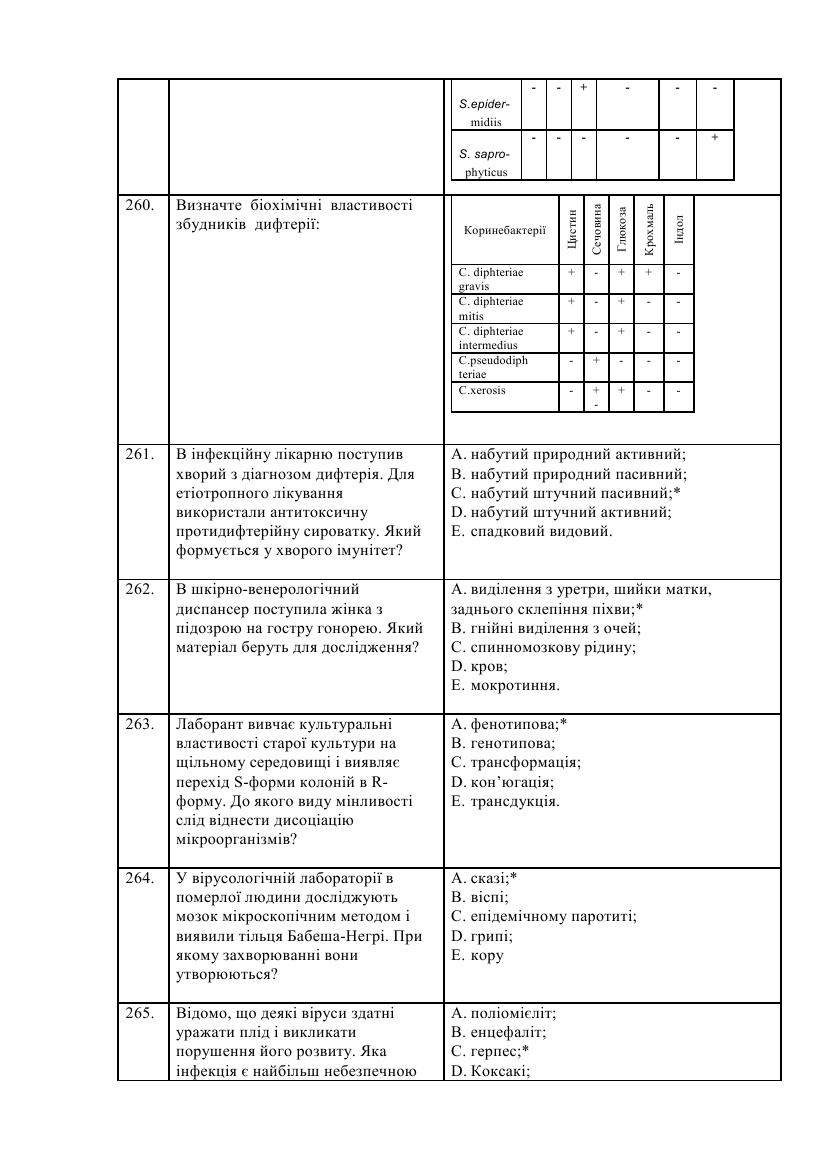 - - + - - -
S.epider-
midiis
- - - - - +
S. sapro-
phyticus
260. Визначте біохімічні властивості
збудників дифтерії:
Коринебактерії Цистин Сечовина Глюкоза Крохмаль Індол
C. diphteriae + - + + -
gravis
C. diphteriae + - + - -
mitis
C. diphteriae + - + - -
intermedius
C.pseudodiph - + - - -
teriae
C.xerosis - + + - -
-
261. В інфекційну лікарню поступив
хворий з діагнозом дифтерія. Для
етіотропного лікування
використали антитоксичну
протидифтерійну сироватку. Який
формується у хворого імунітет?
A. набутий природний активний;
B. набутий природний пасивний;
C. набутий штучний пасивний;*
D. набутий штучний активний;
E. спадковий видовий.
262. В шкірно-венерологічний
диспансер поступила жінка з
підозрою на гостру гонорею. Який
матеріал беруть для дослідження?
A. виділення з уретри, шийки матки,
заднього склепіння піхви;*
B. гнійні виділення з очей;
C. спинномозкову рідину;
D. кров;
E. мокротиння.
263. Лаборант вивчає культуральні
властивості старої культури на
щільному середовищі і виявляє
перехід S-форми колоній в R-
форму. До якого виду мінливості
слід віднести дисоціацію
мікроорганізмів?
A. фенотипова;*
B. генотипова;
C. трансформація;
D. кон’югація;
E. трансдукція.
264. У вірусологічній лабораторії в
померлої людини досліджують
мозок мікроскопічним методом і
виявили тільця Бабеша-Негрі. При
якому захворюванні вони
утворюються?
A. сказі;*
B. віспі;
C. епідемічному паротиті;
D. грипі;
E. кору
265. Відомо, що деякі віруси здатні
уражати плід і викликати
порушення його розвиту. Яка
інфекція є найбільш небезпечною
A. поліомієліт;
B. енцефаліт;
C. герпес;*
D. Коксакі;